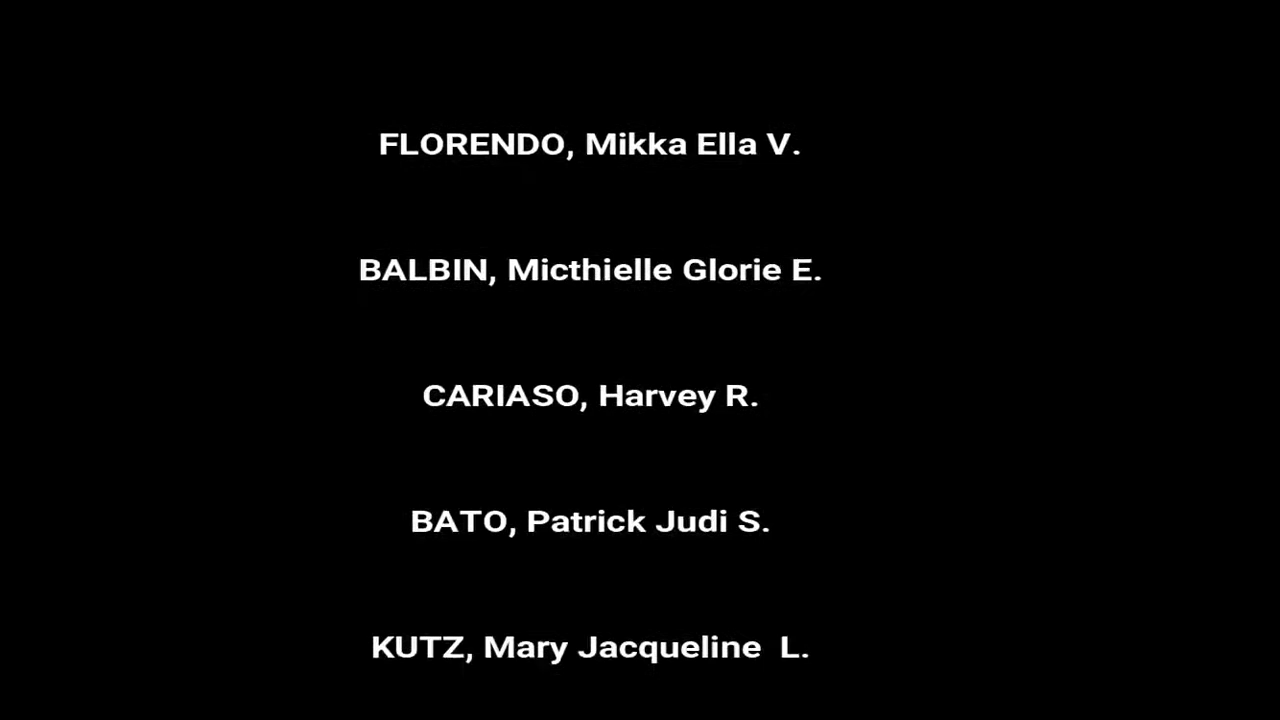 FLORENDO, Mikka Ella V.
BALBIN, Micthielle Glorie E.
CARIASO, Harvey R.
BATO, Patrick Judi S.
KUTZ, Mary Jacqueline  L.